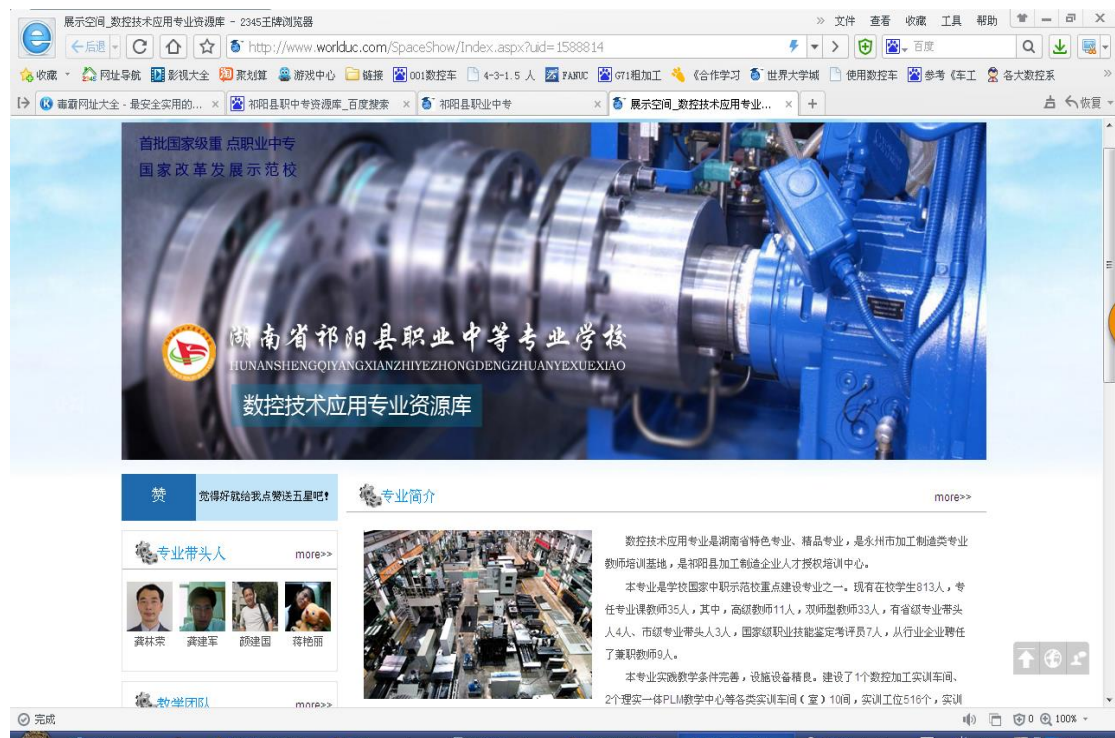 展示空间_数控技术应用专业资源库 - 2345王牌浏览器
» 文件 查看 收藏 工具 帮助
后退
http://www.worlduc.com/SpaceShow/Index.aspx?uid=1588814
百度
收藏 网址导航 影视大全 聚划算 游戏中心 链接 001数控车 4-3-1.5 人 FANUC G71粗加工 《合作学习 世界大学城 使用数控车 参考《车工 各大数控系 »
毒霸网址大全 - 最安全实用的... × 祁阳县职中专资源库_百度搜索 × 祁阳县职业中专 × 展示空间_数控技术应用专业... × + 恢复
首批国家级重 点职业中专
国家改革发展示范校
湖南省祁阳县职业中等专业学校
HUNANSHENGQIYANGXIANZHIYEZHONGDENGZHUANYEXUEXIAO
数控技术应用专业资源库
赞 觉得好就给我点赞送五星吧!
专业带头人 more>>
龚林荣 龚建军 颜建国 蒋艳丽
教学团队 more>>
专业简介 more>>
数控技术应用专业是湖南省特色专业、精品专业，是永州市加工制造类专业
教师培训基地，是祁阳县加工制造企业人才授权培训中心。
本专业是学校国家中职示范校重点建设专业之一。现有在校学生813人，专
任专业课教师35人，其中，高级教师11人，双师型教师33人，有省级专业带头
人4人、市级专业带头人3人，国家级职业技能鉴定考评员7人，从行业企业聘任
了兼职教师9人。
本专业实践教学条件完善，设施设备精良。建设了1个数控加工实训车间、
2个理实一体PLM教学中心等各类实训车间（室）10间，实训工位516个，实训
完成
0 100%